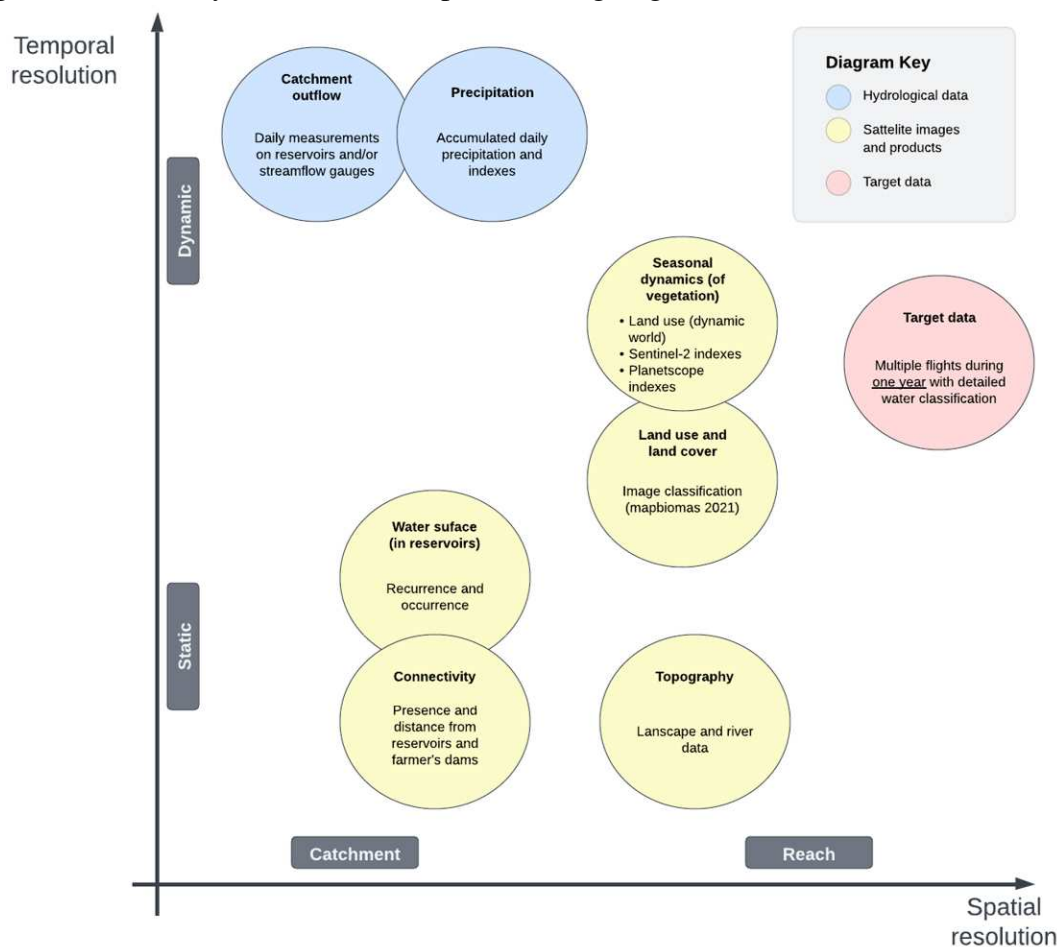 Temporal
resolution
Diagram Key
Hydrological data
Sattelite images
and products
Target data
Catchment
outflow
Daily measurements
on reservoirs and/or
streamflow gauges
Precipitation
Accumulated daily
precipitation and
indexes
Dynamic
Seasonal
dynamics (of
vegetation)
• Land use (dynamic
world)
• Sentinel-2 indexes
• Planetscope
indexes
Target data
Multiple flights during
one year with detailed
water classification
Land use and
land cover
Image classification
(mapbiomas 2021)
Water suface
(in reservoirs)
Recurrence and
occurrence
Static
Connectivity
Presence and
distance from
reservoirs and
farmer's dams
Topography
Lanscape and river
data
Catchment
Reach
Spatial
resolution